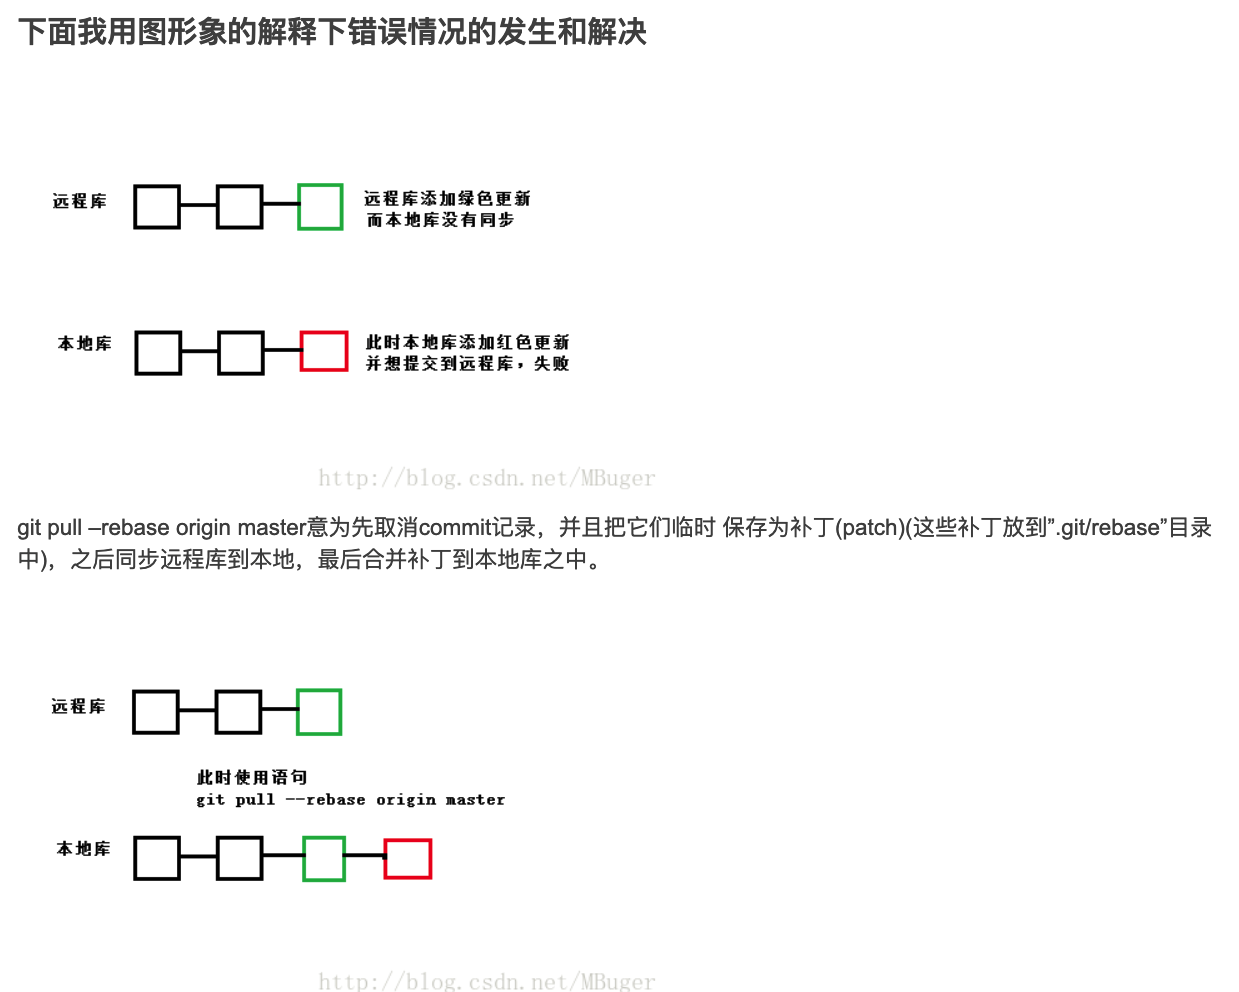 下面我用图形象的解释下错误情况的发生和解决
远程库
远程库添加绿色更新
而本地库没有同步
本地库
此时本地库添加红色更新
并想提交到远程库，失败
http://blog.csdn.net/MBuger
git pull –rebase origin master意为先取消commit记录，并且把它们临时 保存为补丁(patch)(这些补丁放到”.git/rebase”目录
中)，之后同步远程库到本地，最后合并补丁到本地库之中。
远程库
此时使用语句
git pull --rebase origin master
本地库
http://blog.csdn.net/MBuger